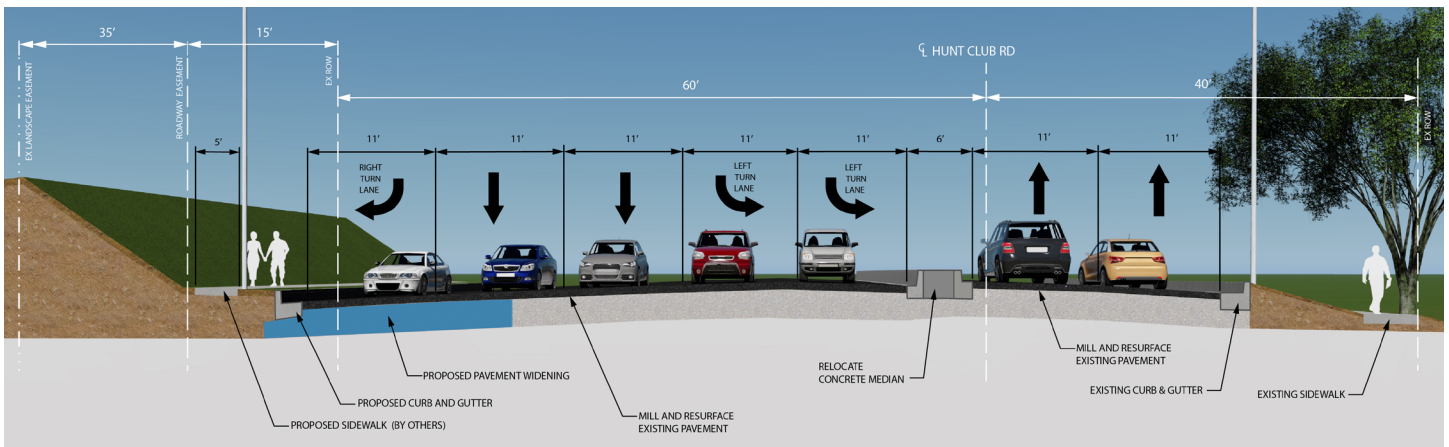 35'
15'
℄ HUNT CLUB RD
60'
40'
EX LANDSCAPE EASEMENT
ROADWAY EASEMENT
EX ROW
EX ROW
5'
11'
11'
11'
11'
11'
6'
11'
11'
RIGHT
TURN
LANE
LEFT
TURN
LANE
LEFT
TURN
LANE
PROPOSED PAVEMENT WIDENING
PROPOSED CURB AND GUTTER
PROPOSED SIDEWALK (BY OTHERS)
MILL AND RESURFACE
EXISTING PAVEMENT
RELOCATE
CONCRETE MEDIAN
MILL AND RESURFACE
EXISTING PAVEMENT
EXISTING CURB & GUTTER
EXISTING SIDEWALK